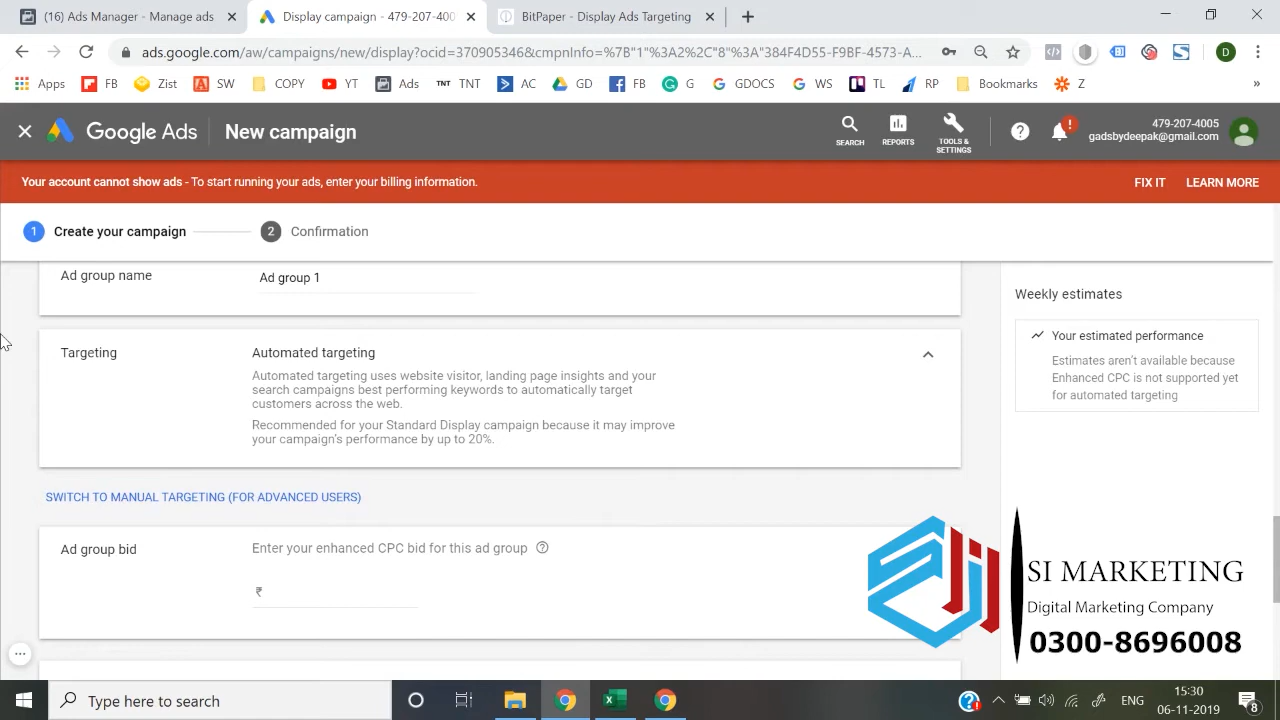 (16) Ads Manager - Manage ads
Display campaign - 479-207-400
BitPaper - Display Ads Targeting
ads.google.com/aw/campaigns/new/display?ocid=370905346&cmpnInfo=%7B"1"%3A2%2C"8"%3A"384F4D55-F9BF-4573-A...
D
Apps FB Zist SW COPY YT Ads TNT TNT AC GD FB G GDOCS WS TL RP Bookmarks Z »
Google Ads New campaign
SEARCH
REPORTS
TOOLS & SETTINGS
479-207-4005
gadsbydeepak@gmail.com
Your account cannot show ads - To start running your ads, enter your billing information.
FIX IT LEARN MORE
1 Create your campaign
2 Confirmation
Ad group name
Ad group 1
Weekly estimates
Your estimated performance
Estimates aren't available because
Enhanced CPC is not supported yet
for automated targeting
Targeting
Automated targeting
Automated targeting uses website visitor, landing page insights and your
search campaigns best performing keywords to automatically target
customers across the web.
Recommended for your Standard Display campaign because it may improve
your campaign's performance by up to 20%.
SWITCH TO MANUAL TARGETING (FOR ADVANCED USERS)
Ad group bid
Enter your enhanced CPC bid for this ad group
₹
SI MARKETING
Digital Marketing Company
0300-8696008
Type here to search
ENG
15:30
06-11-2019
8